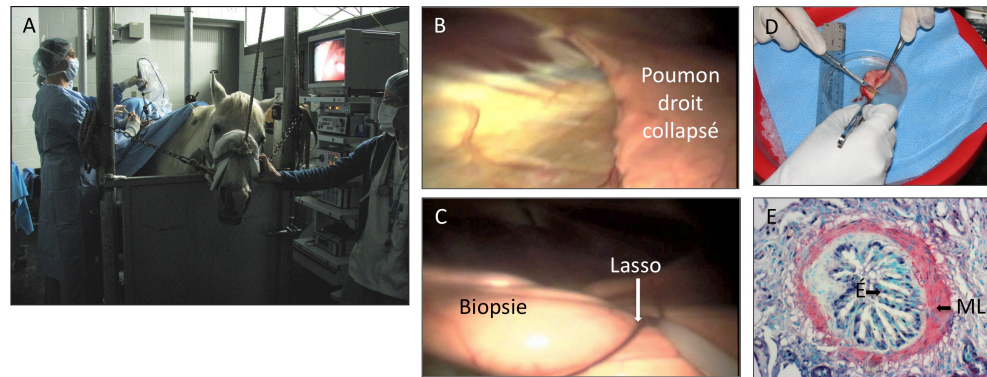 A
B
Poumon
droit
collapsé
C
Lasso
Biopsie
D
E
É
ML